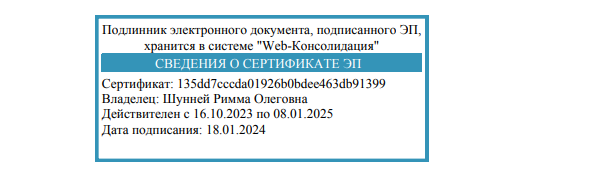 Подлинник электронного документа, подписанного ЭП,
хранится в системе "Web-Консолидация"
СВЕДЕНИЯ О СЕРТИФИКАТЕ ЭП
Сертификат: 135dd7cccda01926b0bdee463db91399
Владелец: Шунней Римма Олеговна
Действителен с 16.10.2023 по 08.01.2025
Дата подписания: 18.01.2024